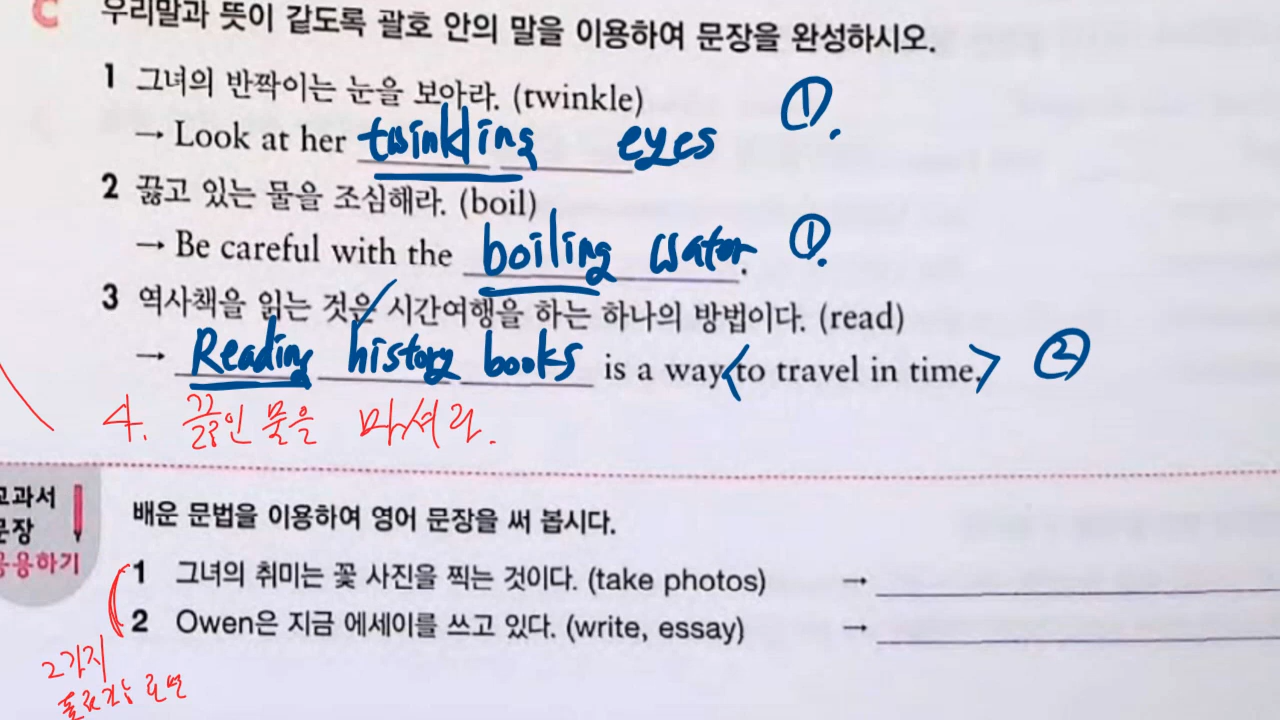 C 우리말과 뜻이 같도록 괄호 안의 말을 이용하여 문장을 완성하시오.
1 그녀의 반짝이는 눈을 보아라. (twinkle)
→ Look at her twinkling eyes ①.
2 끓고 있는 물을 조심해라. (boil)
→ Be careful with the boiling water. ①.
3 역사책을 읽는 것은 / 시간여행을 하는 하나의 방법이다. (read)
→ Reading history books is a way <to travel in time.> ②
4. 끓인 물을 마셔라.
교과서
문장
응용하기
배운 문법을 이용하여 영어 문장을 써 봅시다.
1 그녀의 취미는 꽃 사진을 찍는 것이다. (take photos) →
2 Owen은 지금 에세이를 쓰고 있다. (write, essay) →
2가지